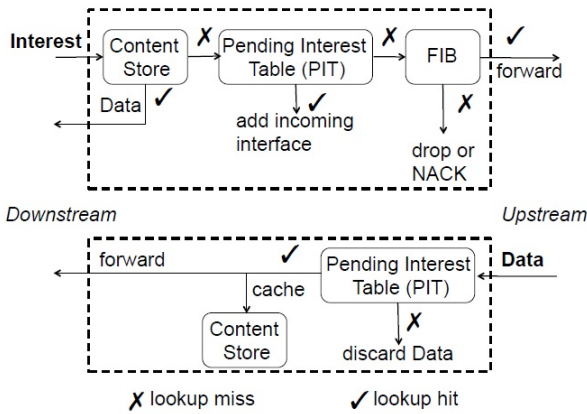 Interest
Content
Store
Pending Interest
Table (PIT)
FIB
forward
Data
add incoming
interface
drop or
NACK
Downstream
Upstream
forward
cache
Content
Store
Pending Interest
Table (PIT)
Data
discard Data
✗ lookup miss
✓ lookup hit